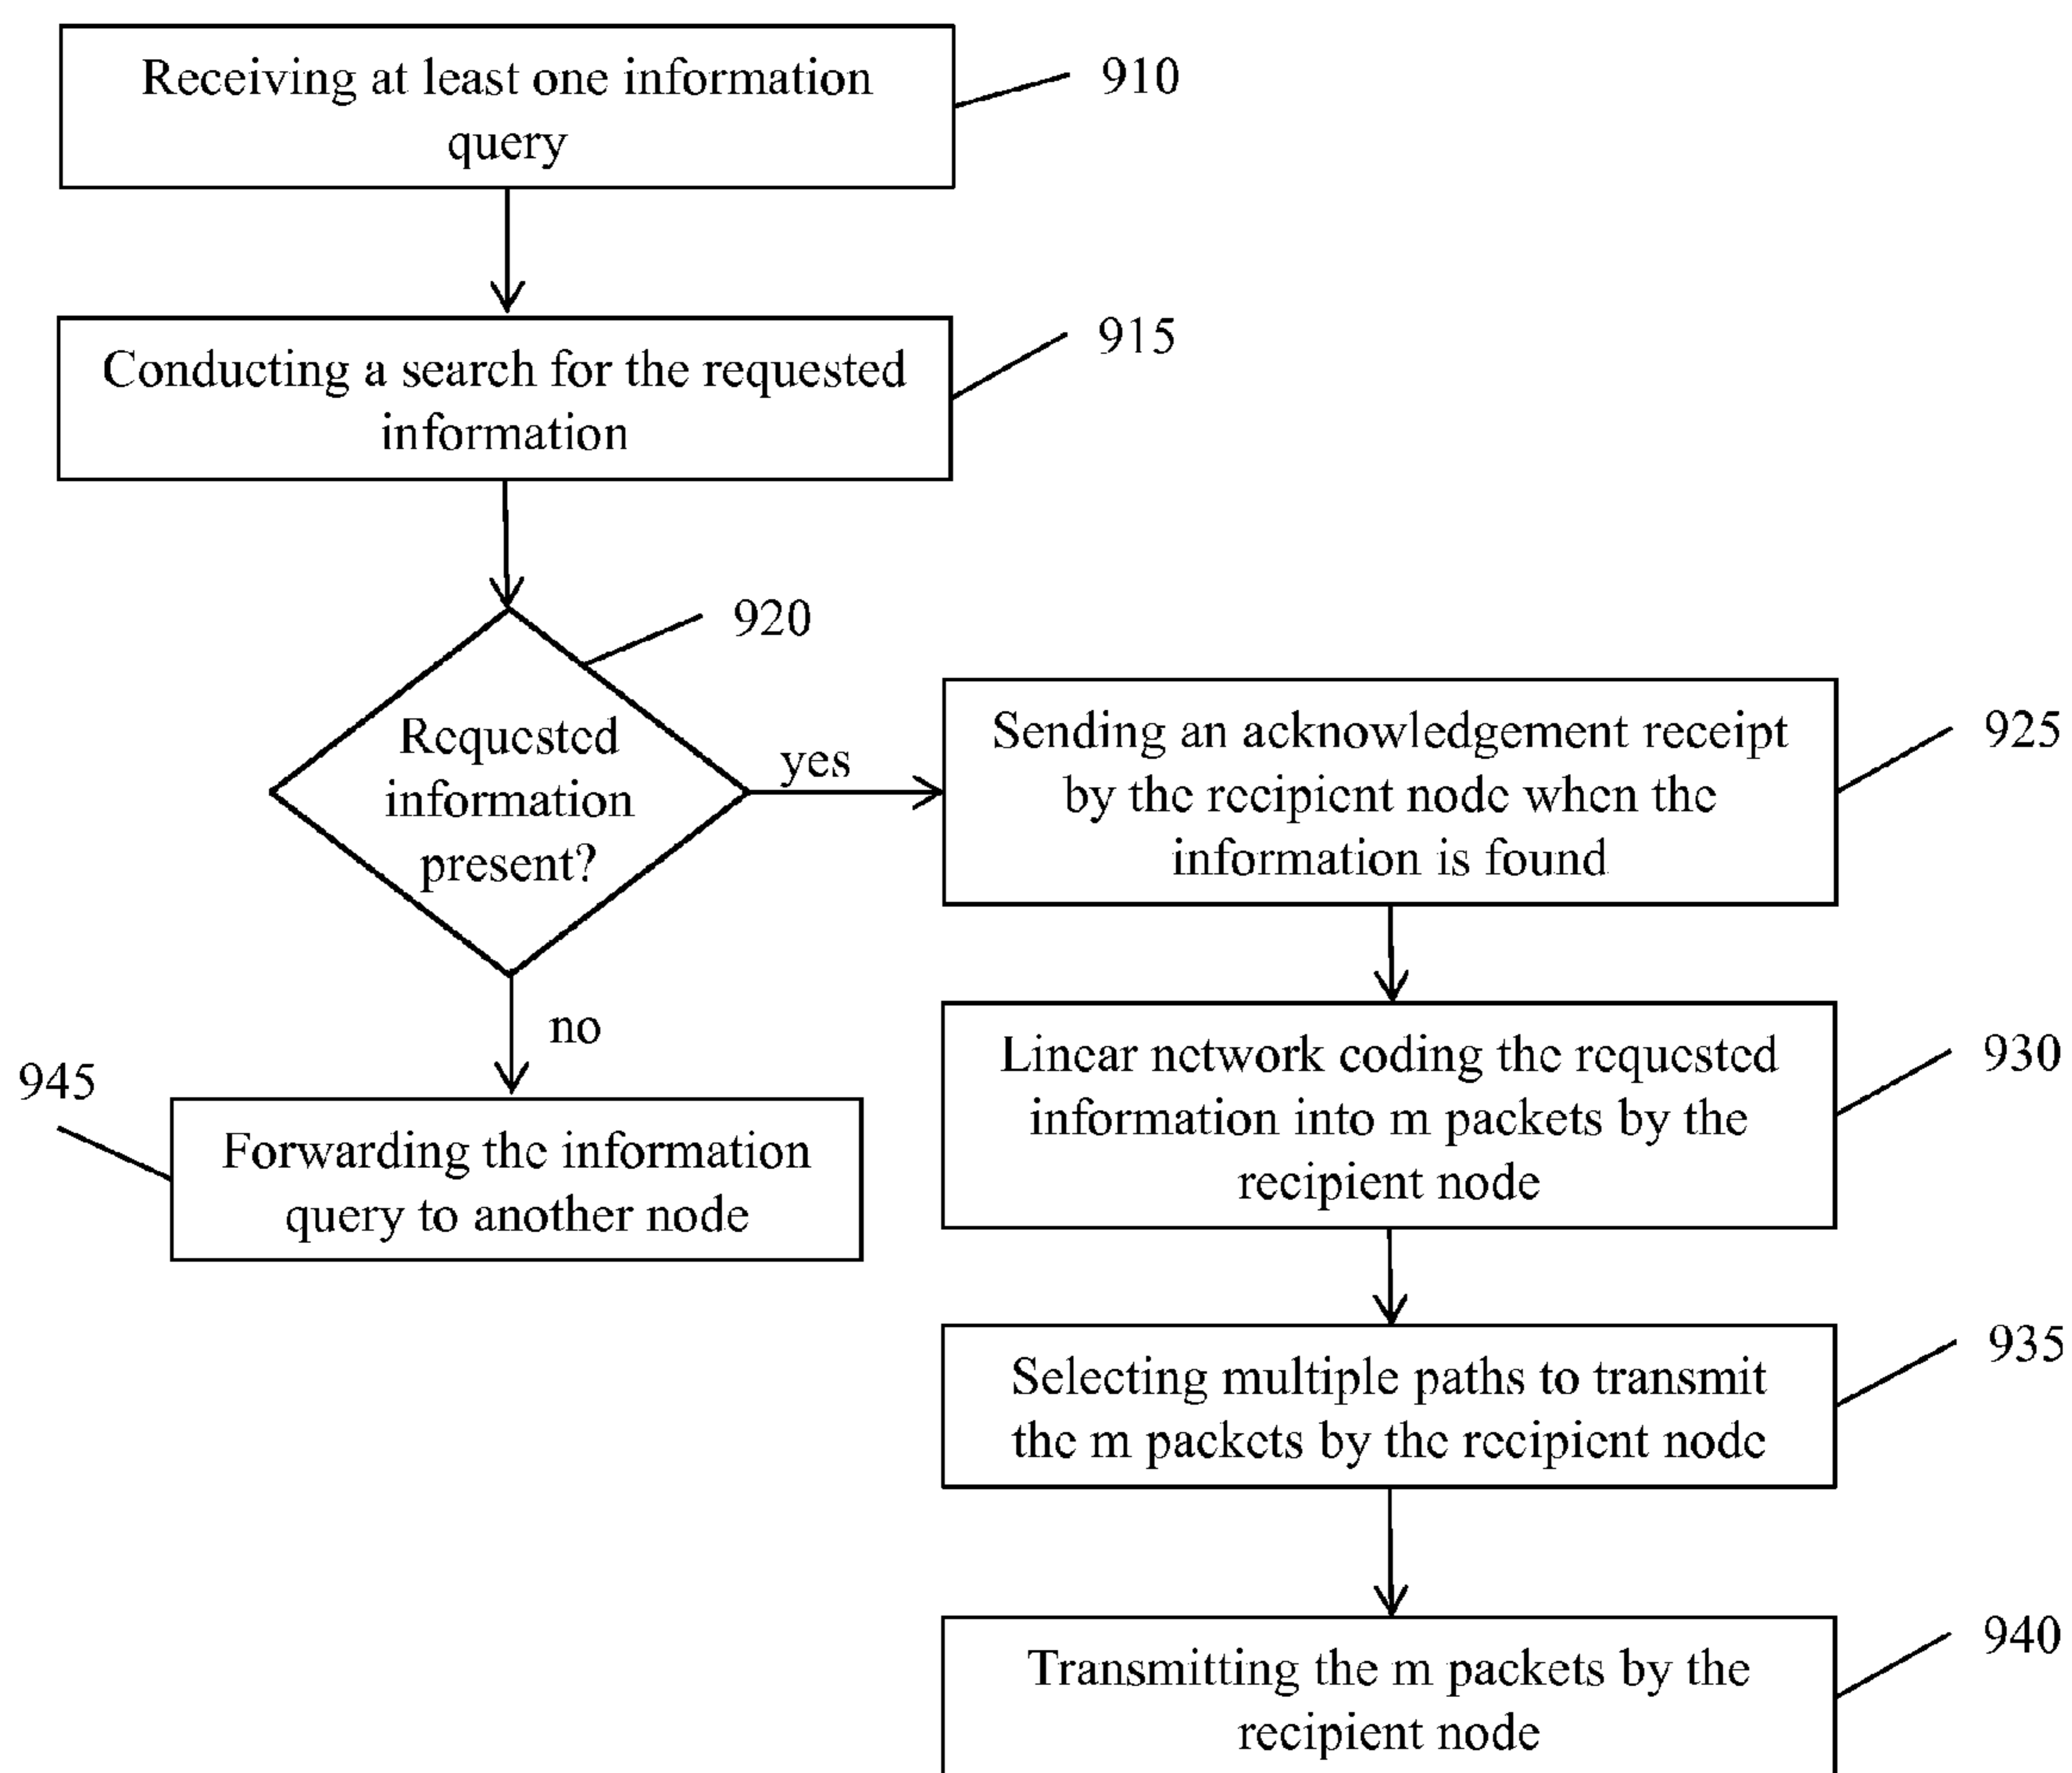 Receiving at least one information
query
910
Conducting a search for the requested
information
915
920
Requested
information
present?
yes
Sending an acknowledgement receipt
by the recipient node when the
information is found
925
no
Linear network coding the requested
information into m packets by the
recipient node
930
945
Forwarding the information
query to another node
Selecting multiple paths to transmit
the m packets by the recipient node
935
Transmitting the m packets by the
recipient node
940